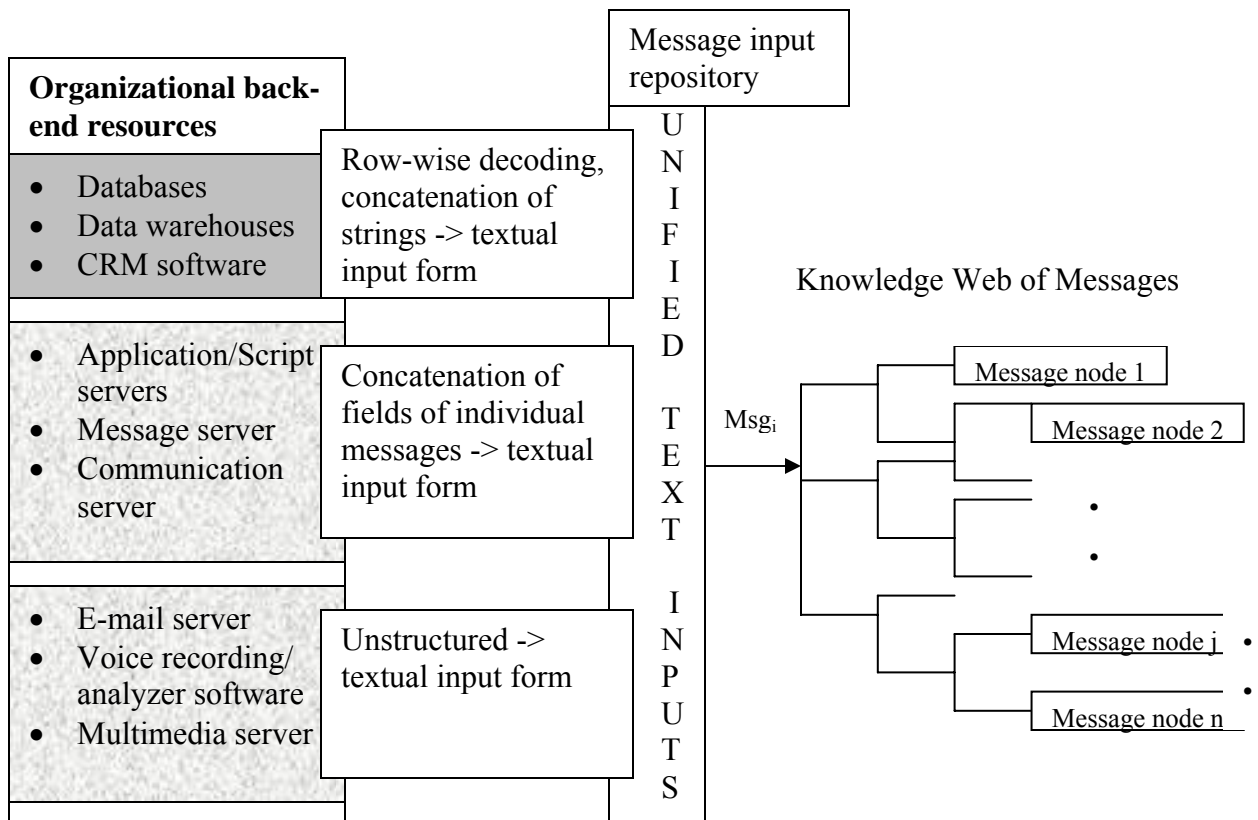 Organizational back-
end resources
• Databases
• Data warehouses
• CRM software
• Application/Script
servers
• Message server
• Communication
server
• E-mail server
• Voice recording/
analyzer software
• Multimedia server
Row-wise decoding,
concatenation of
strings -> textual
input form
Concatenation of
fields of individual
messages -> textual
input form
Unstructured ->
textual input form
Message input
repository
UNIFIED TEXT INPUTS
Msgi
Knowledge Web of Messages
Message node 1
Message node 2
Message node j
Message node n